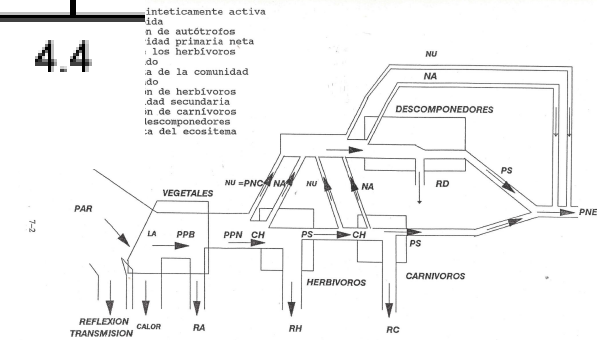 4.4
inteticamente activa
ida
n de autótrofos
idad primaria neta
los herbívoros
do
a de la comunidad
do
n de herbívoros
dad secundaria
ón de carnívoros
descomponedores
a del ecosistema
NU
NA
DESCOMPONEDORES
NU =PNC
NA
NU
NA
RD
PS
PNE
VEGETALES
PAR
LA
PPB
PPN
CH
PS
CH
PS
7-2
HERBIVOROS
CARNIVOROS
REFLEXION
TRANSMISION
CALOR
RA
RH
RC